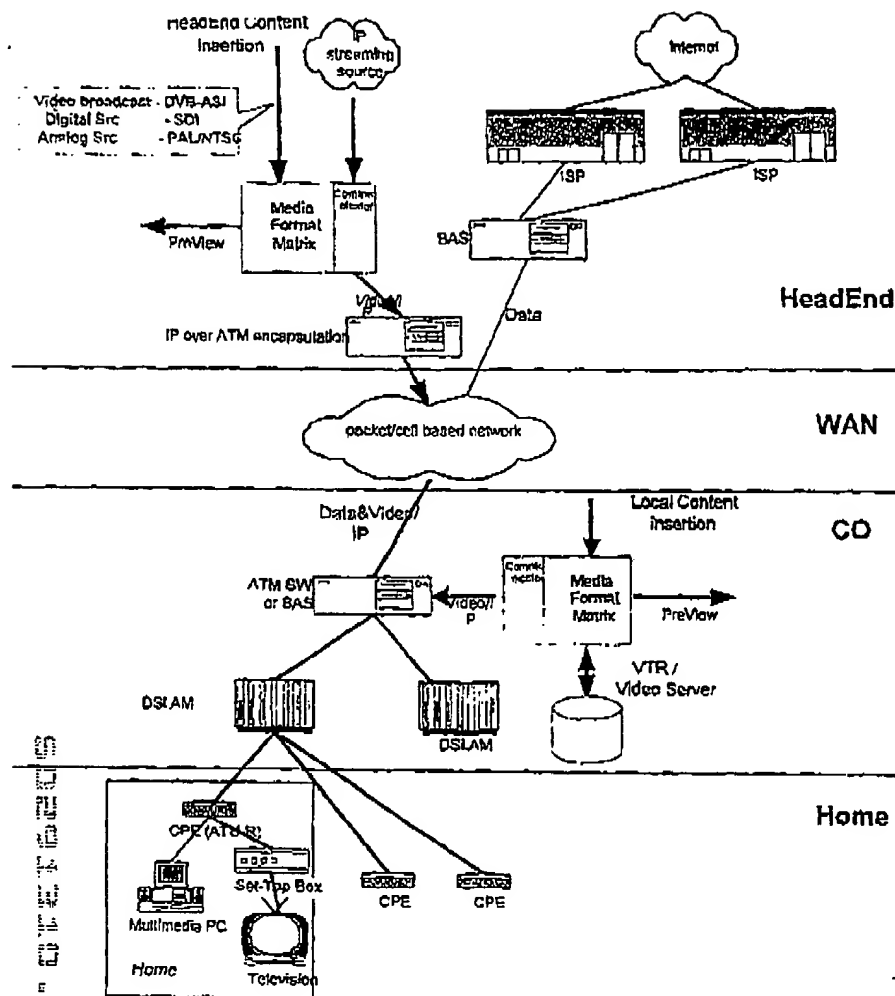 HeadEnd Content
Insertion
IP
streaming
source
Internet
Video broadcast - DVB-ASI
Digital Src - SDI
Analog Src - PAL/NTSC
ISP
ISP
Media
Format
Matrix
PreView
BAS
HeadEnd
Video/I
P
Data
IP over ATM encapsulation
WAN
packet/cell based network
Data&Video/
IP
Local Content
Insertion
CO
ATM SW
or BAS
Video/I
P
Media
Format
Matrix
PreView
VTR /
Video Server
DSLAM
DSLAM
Home
CPE (ATU-R)
Set-Top Box
CPE
CPE
Multimedia PC
Home
Television